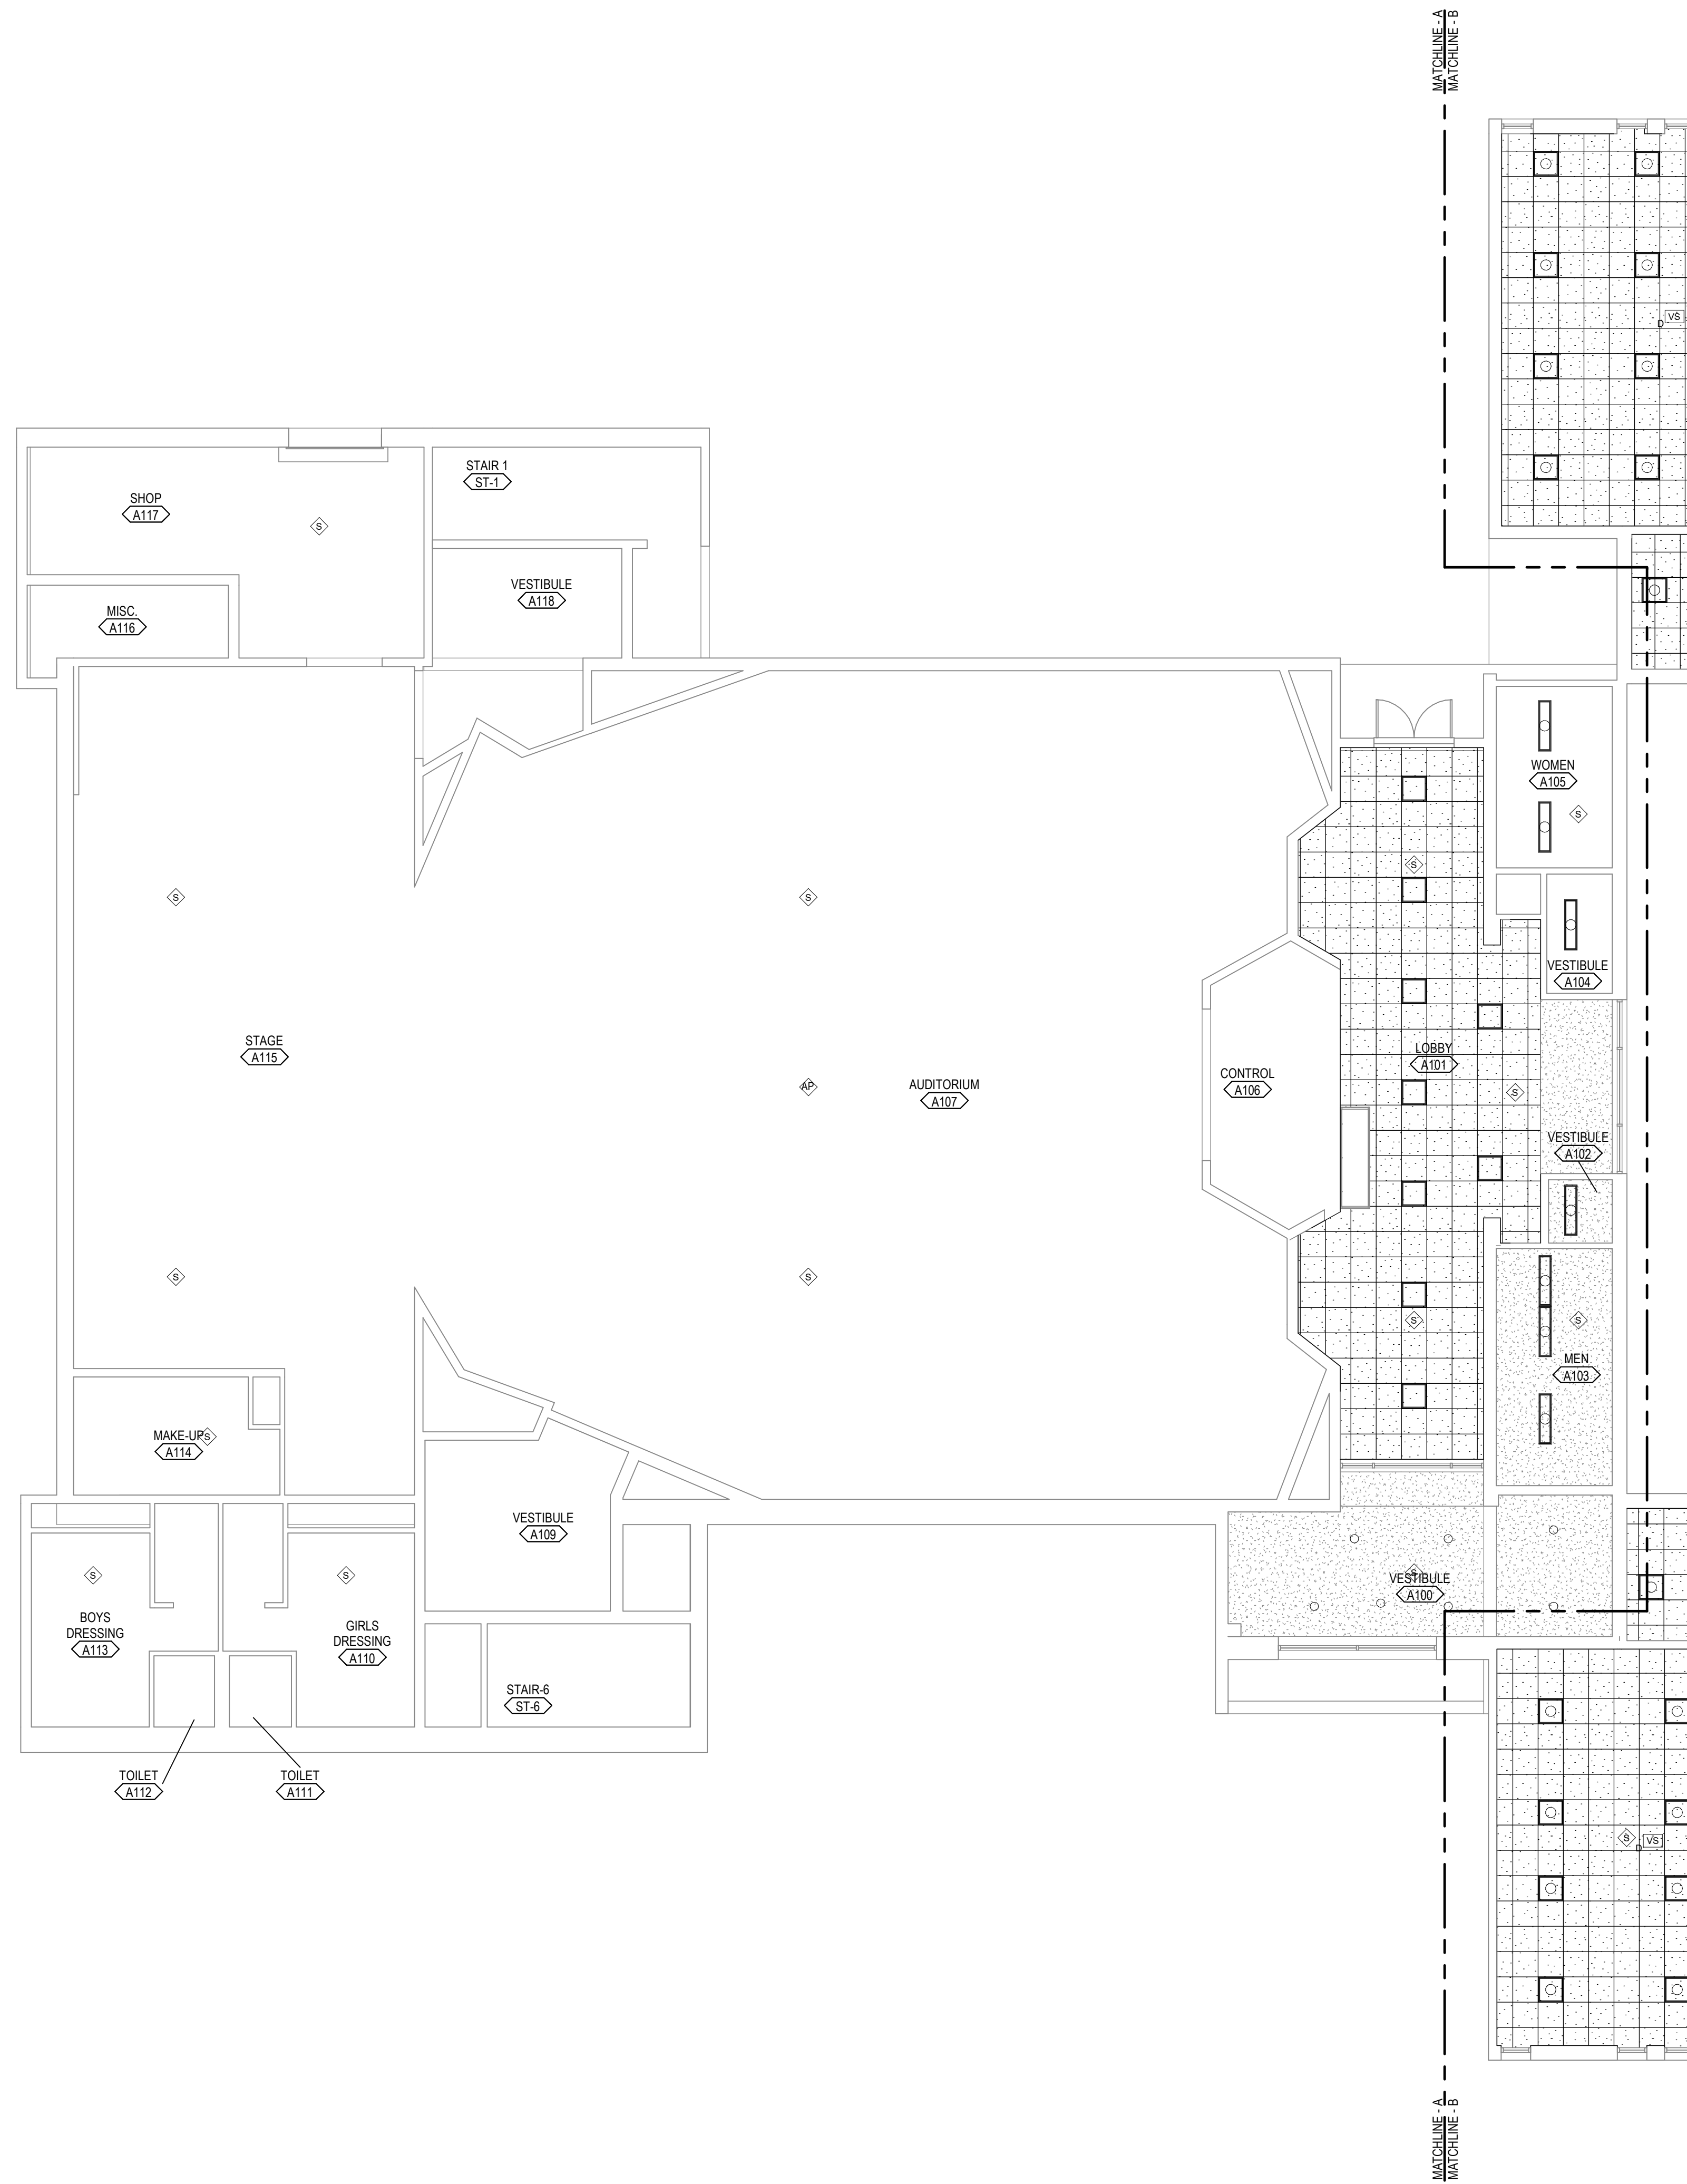 MATCHLINE - A
MATCHLINE - B
VS
D
STAIR 1
ST-1
SHOP
A117
S
VESTIBULE
A118
MISC.
A116
WOMEN
A105
S
S
S
S
VESTIBULE
A104
STAGE
A115
LOBBY
A101
CONTROL
A106
AP
AUDITORIUM
A107
S
VESTIBULE
A102
S
S
S
S
MEN
A103
MAKE-UP
S
A114
VESTIBULE
A109
S
S
S
VESTIBULE
A100
BOYS
DRESSING
A113
GIRLS
DRESSING
A110
STAIR-6
ST-6
TOILET
A112
TOILET
A111
S
VS
D
MATCHLINE - A
MATCHLINE - B